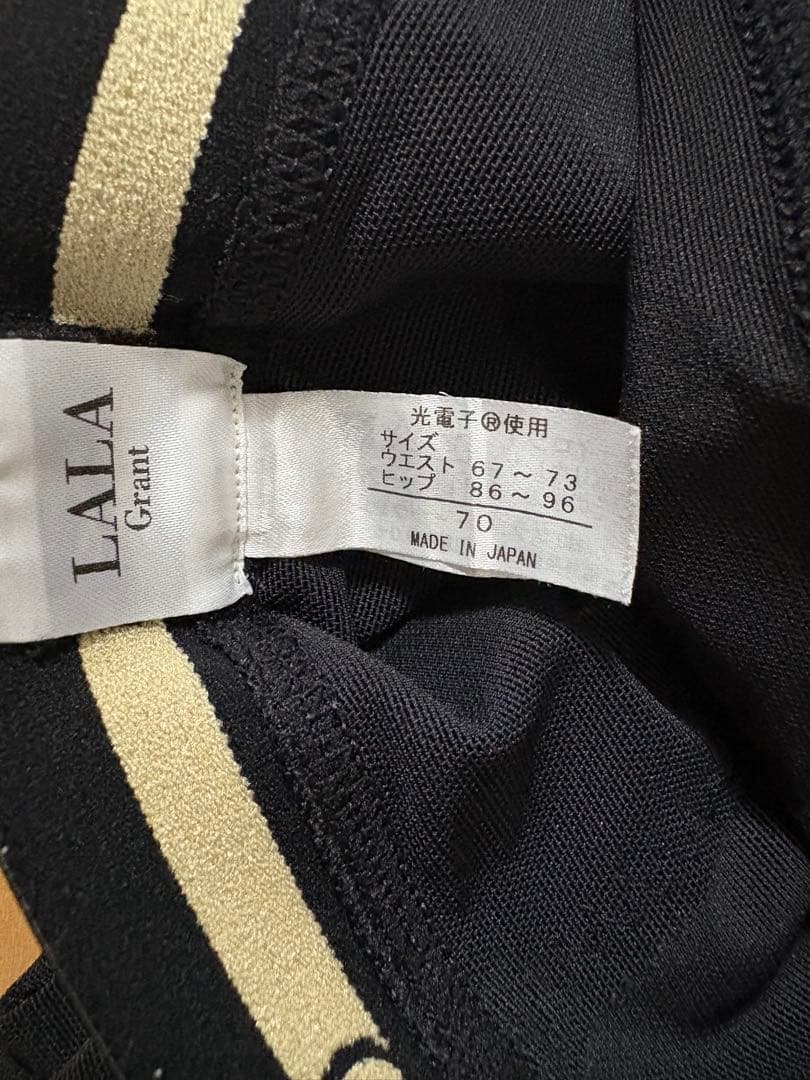 LALA
Grant
光電子®使用
サイズ
ウエスト 67～73
ヒップ 86～96
70
MADE IN JAPAN